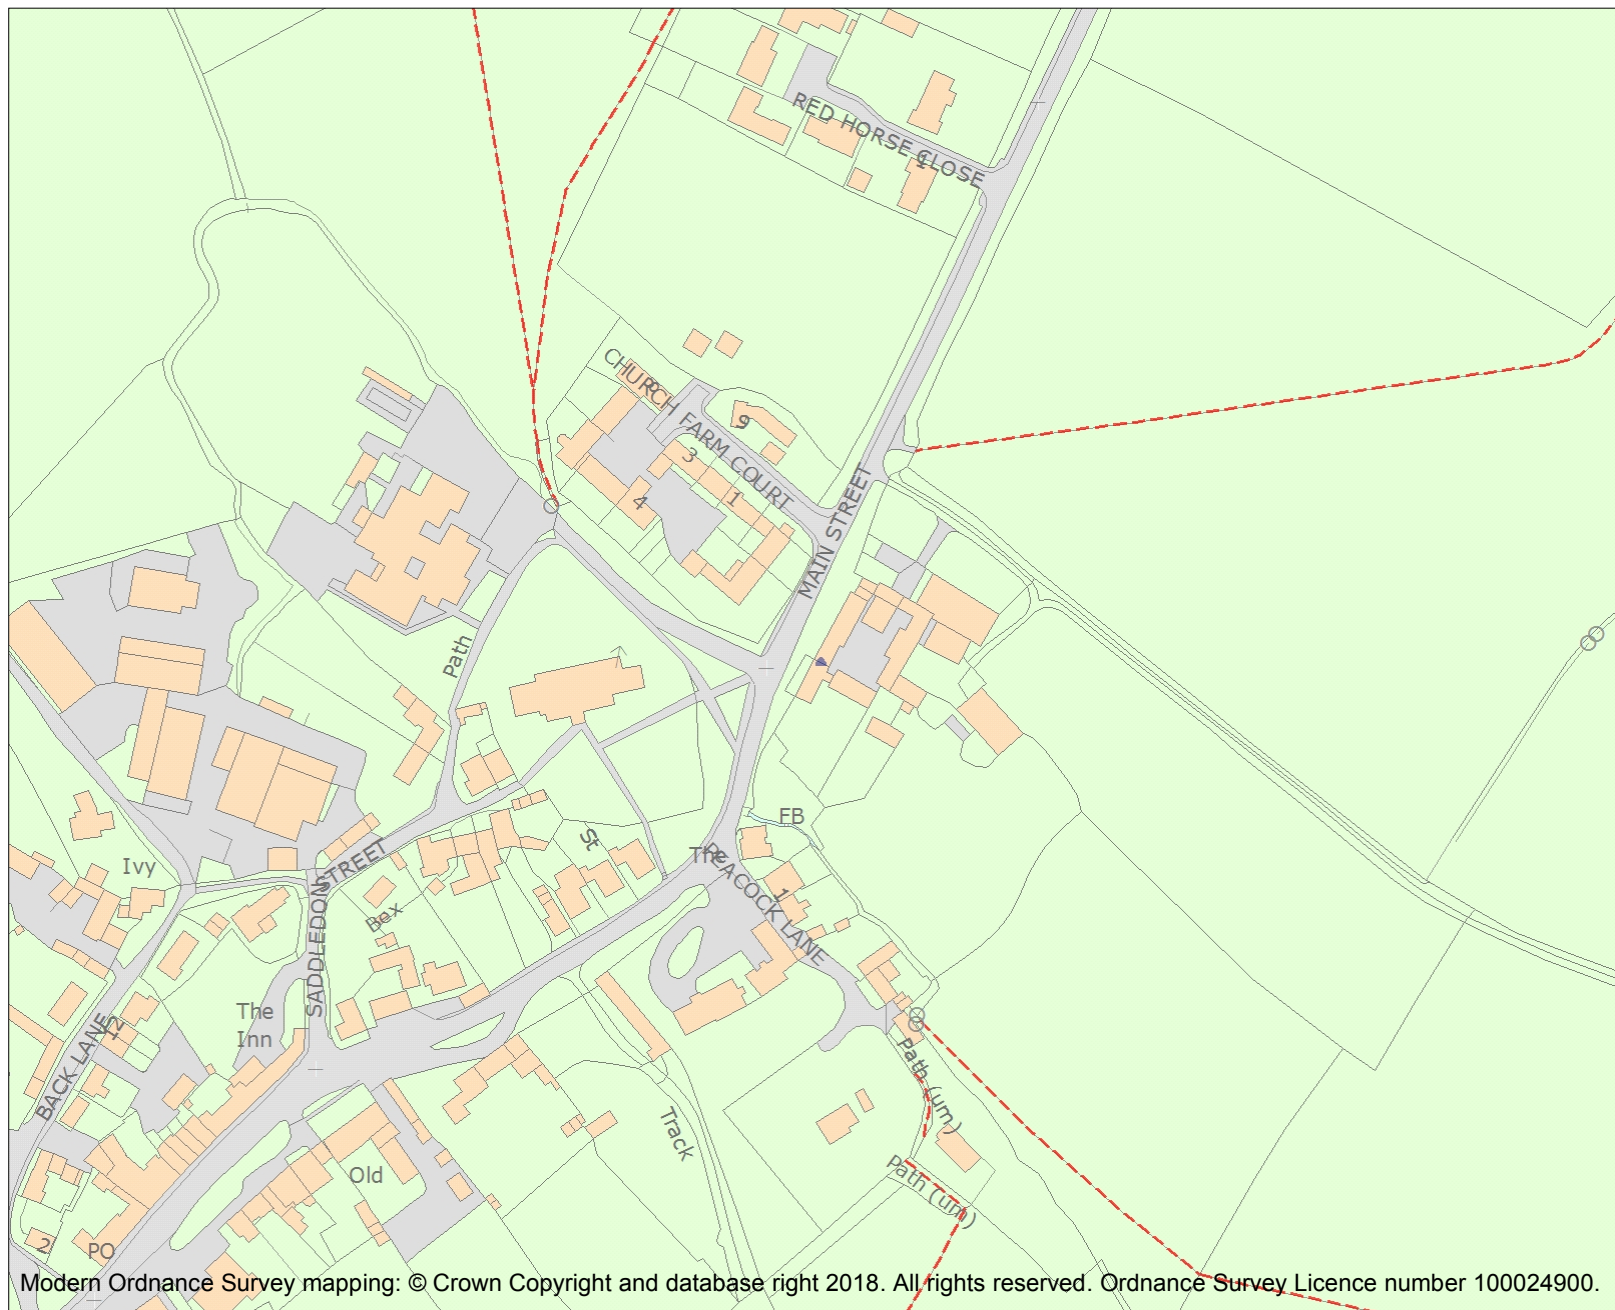 RED HORSE CLOSE
1
CHURCH FARM COURT
9
3
1
4
MAIN STREET
Path
FB
St
The
PEACOCK LANE
1
Ivy
STREET
SADDLEDON
Bex
The
Inn
12
BACK LANE
Path (um)
Track
Path (um)
Old
2
PO
Modern Ordnance Survey mapping: © Crown Copyright and database right 2018. All rights reserved. Ordnance Survey Licence number 100024900.